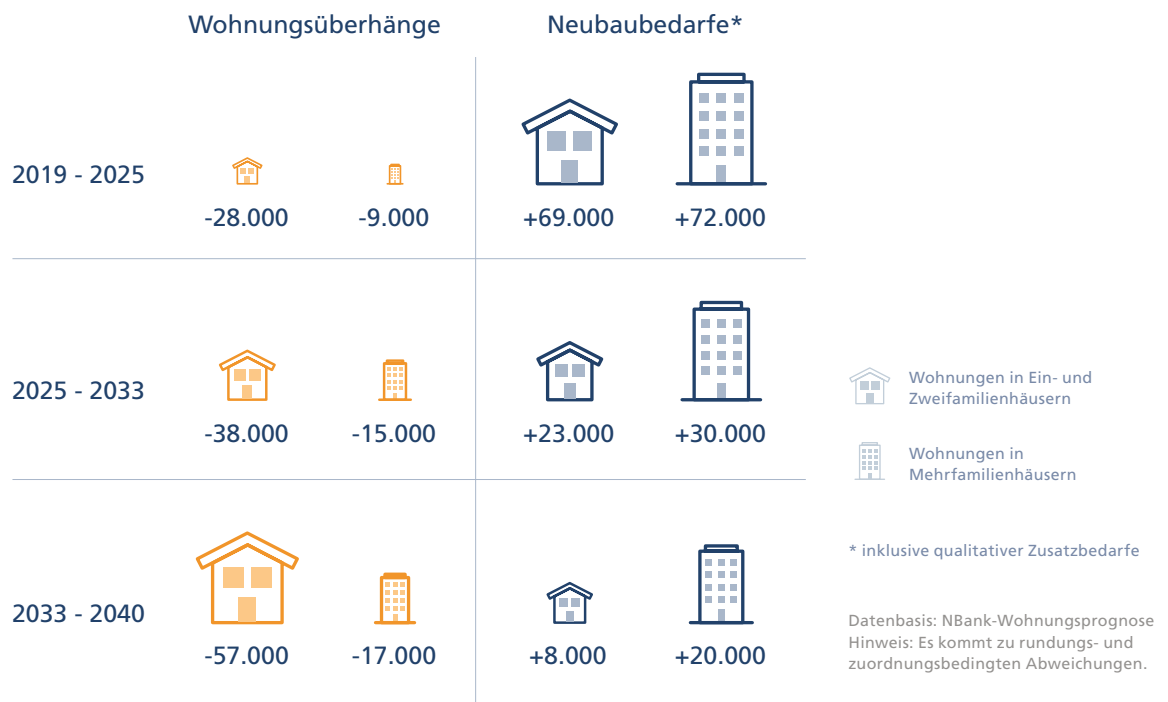 Wohnungsüberhänge
Neubaubedarfe*
2019 - 2025
-28.000
-9.000
+69.000
+72.000
2025 - 2033
-38.000
-15.000
+23.000
+30.000
2033 - 2040
-57.000
-17.000
+8.000
+20.000
Wohnungen in Ein- und
Zweifamilienhäusern
Wohnungen in
Mehrfamilienhäusern
* inklusive qualitativer Zusatzbedarfe
Datenbasis: NBank-Wohnungsprognose
Hinweis: Es kommt zu rundungs- und
zuordnungsbedingten Abweichungen.